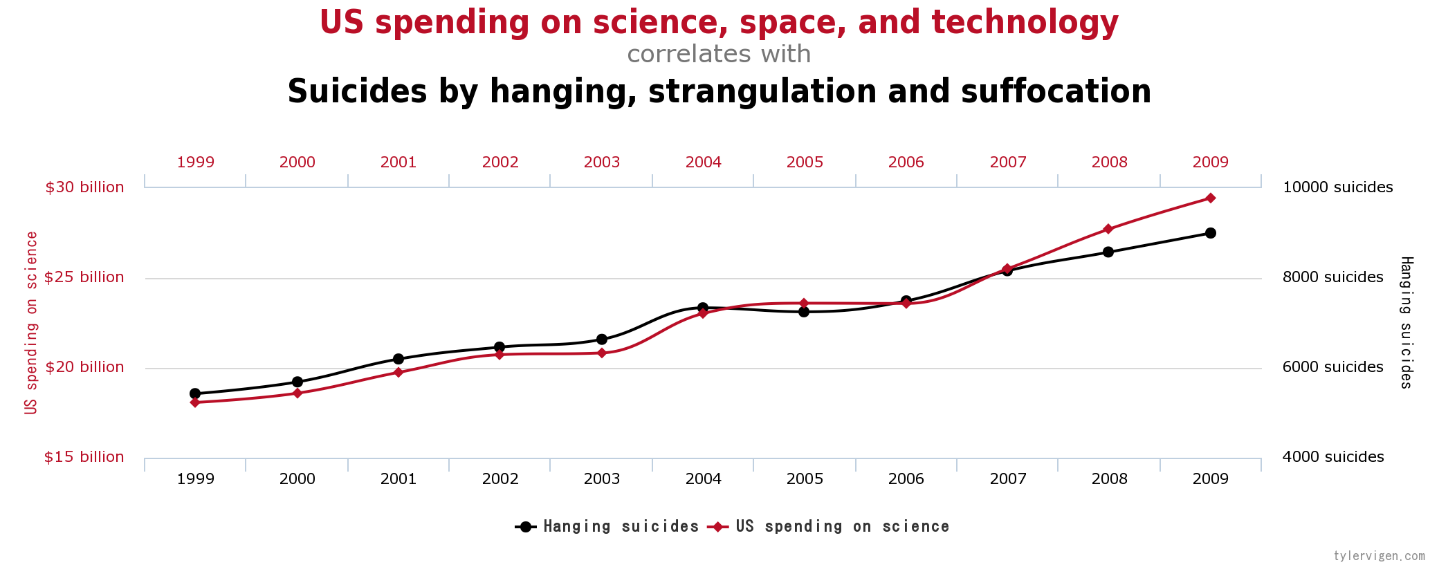 US spending on science, space, and technology
correlates with
Suicides by hanging, strangulation and suffocation
1999 2000 2001 2002 2003 2004 2005 2006 2007 2008 2009
$30 billion 10000 suicides
$25 billion 8000 suicides
$20 billion 6000 suicides
$15 billion 4000 suicides
US spending on science
Hanging suicides
1999 2000 2001 2002 2003 2004 2005 2006 2007 2008 2009
Hanging suicides US spending on science
tylervigen.com